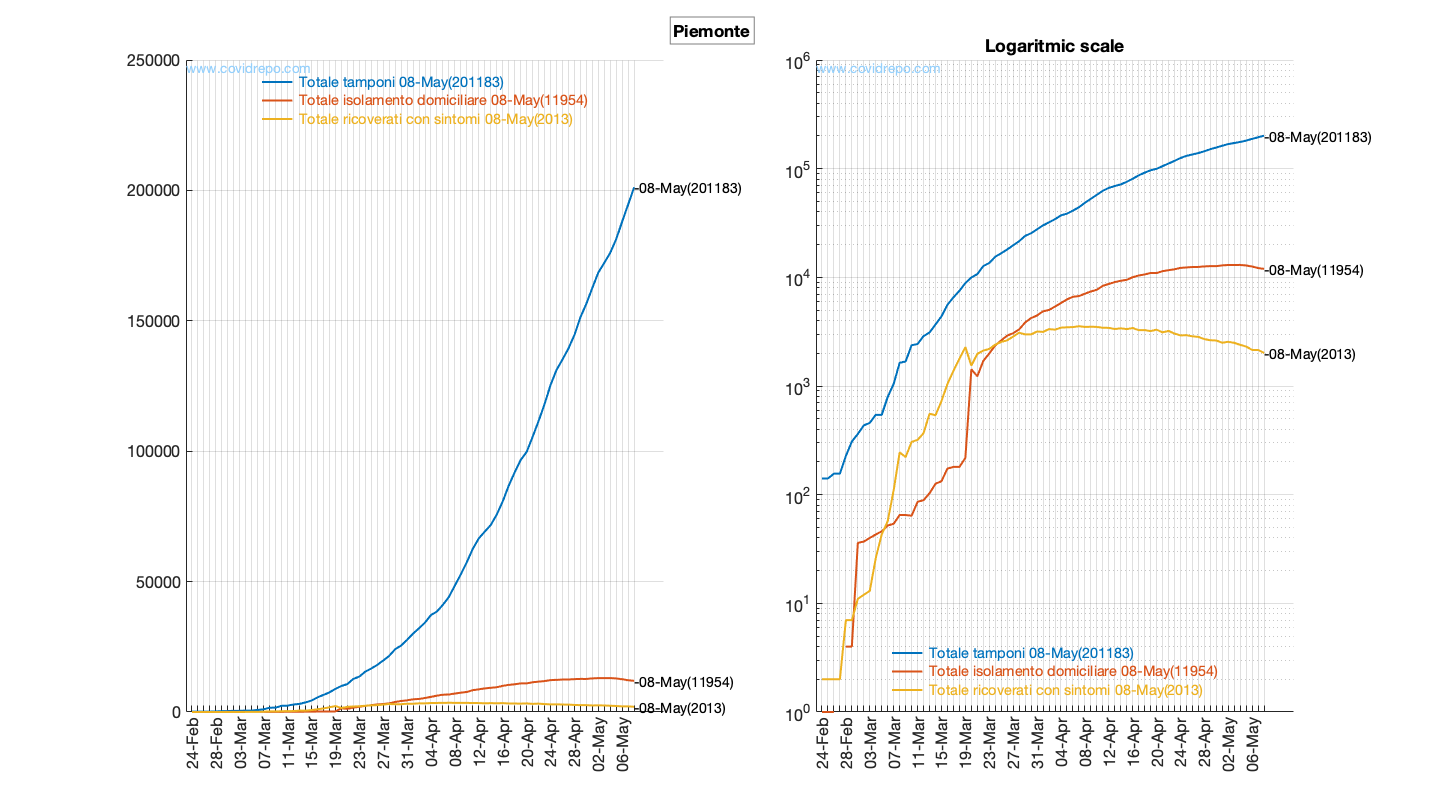 Piemonte
250000
200000
150000
100000
50000
0
www.covidrepo.com
Totale tamponi 08-May(201183)
Totale isolamento domiciliare 08-May(11954)
Totale ricoverati con sintomi 08-May(2013)
08-May(201183)
08-May(11954)
08-May(2013)
24-Feb
28-Feb
03-Mar
07-Mar
11-Mar
15-Mar
19-Mar
23-Mar
27-Mar
31-Mar
04-Apr
08-Apr
12-Apr
16-Apr
20-Apr
24-Apr
28-Apr
02-May
06-May
Logaritmic scale
10^6
10^5
10^4
10^3
10^2
10^1
10^0
www.covidrepo.com
08-May(201183)
08-May(11954)
08-May(2013)
Totale tamponi 08-May(201183)
Totale isolamento domiciliare 08-May(11954)
Totale ricoverati con sintomi 08-May(2013)
24-Feb
28-Feb
03-Mar
07-Mar
11-Mar
15-Mar
19-Mar
23-Mar
27-Mar
31-Mar
04-Apr
08-Apr
12-Apr
16-Apr
20-Apr
24-Apr
28-Apr
02-May
06-May